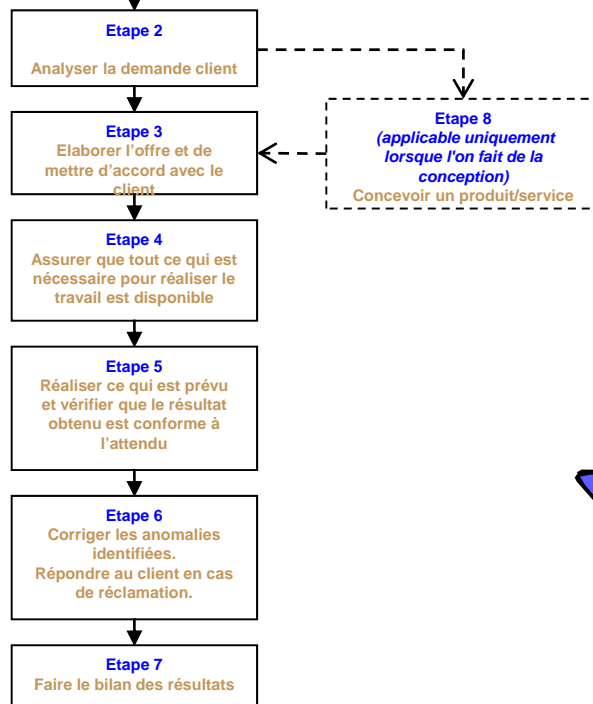 Etape 2
Analyser la demande client
Etape 3
Elaborer l'offre et de
mettre d'accord avec le
client
Etape 8
(applicable uniquement
lorsque l'on fait de la
conception)
Concevoir un produit/service
Etape 4
Assurer que tout ce qui est
nécessaire pour réaliser le
travail est disponible
Etape 5
Réaliser ce qui est prévu
et vérifier que le résultat
obtenu est conforme à
l'attendu
Etape 6
Corriger les anomalies
identifiées.
Répondre au client en cas
de réclamation.
Etape 7
Faire le bilan des résultats